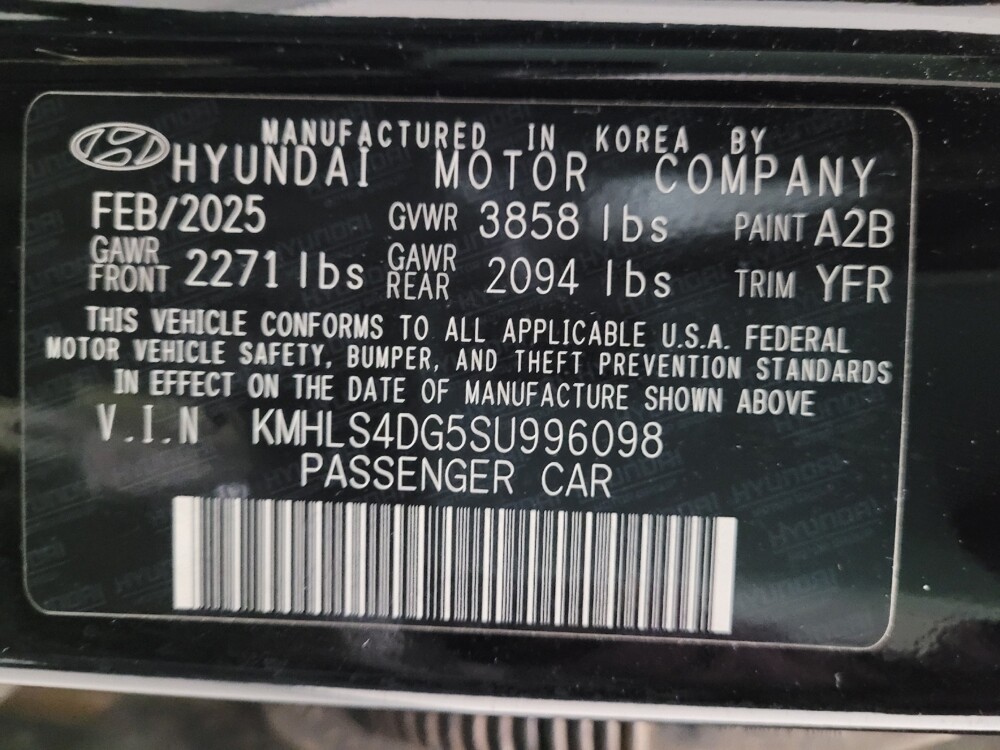 MANUFACTURED IN KOREA BY
HYUNDAI MOTOR COMPANY
FEB/2025 GVWR 3858 lbs PAINT A2B
GAWR FRONT 2271 lbs GAWR REAR 2094 lbs TRIM YFR
THIS VEHICLE CONFORMS TO ALL APPLICABLE U.S.A. FEDERAL
MOTOR VEHICLE SAFETY, BUMPER, AND THEFT PREVENTION STANDARDS
IN EFFECT ON THE DATE OF MANUFACTURE SHOWN ABOVE
V.I.N KMHLS4DG5SU996098
PASSENGER CAR